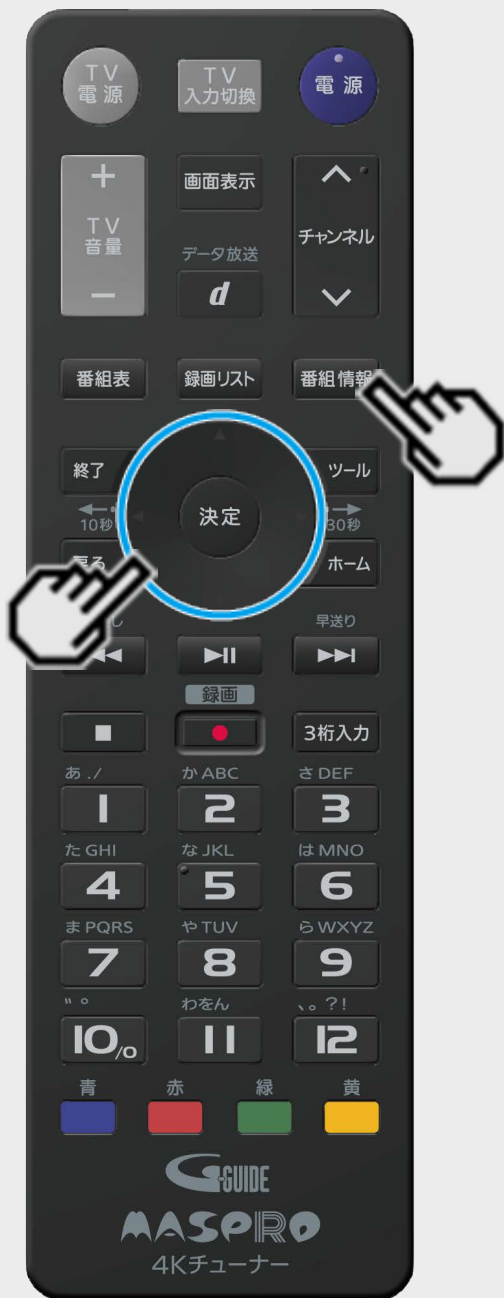 TV
電源
TV
入力切換
電源
＋
TV
音量
－
画面表示
チャンネル
データ放送
d
番組表
録画リスト
番組情報
終了
ツール
10秒
決定
30秒
戻る
ホーム
し
早送り
録画
3桁入力
あ ./
1
か ABC
2
さ DEF
3
た GHI
4
な JKL
5
は MNO
6
ま PQRS
7
や TUV
8
ら WXYZ
9
〃 °
10/0
わをん
11
､｡ ?!
12
青
赤
緑
黄
G-GUIDE
MASPRO
4Kチューナー